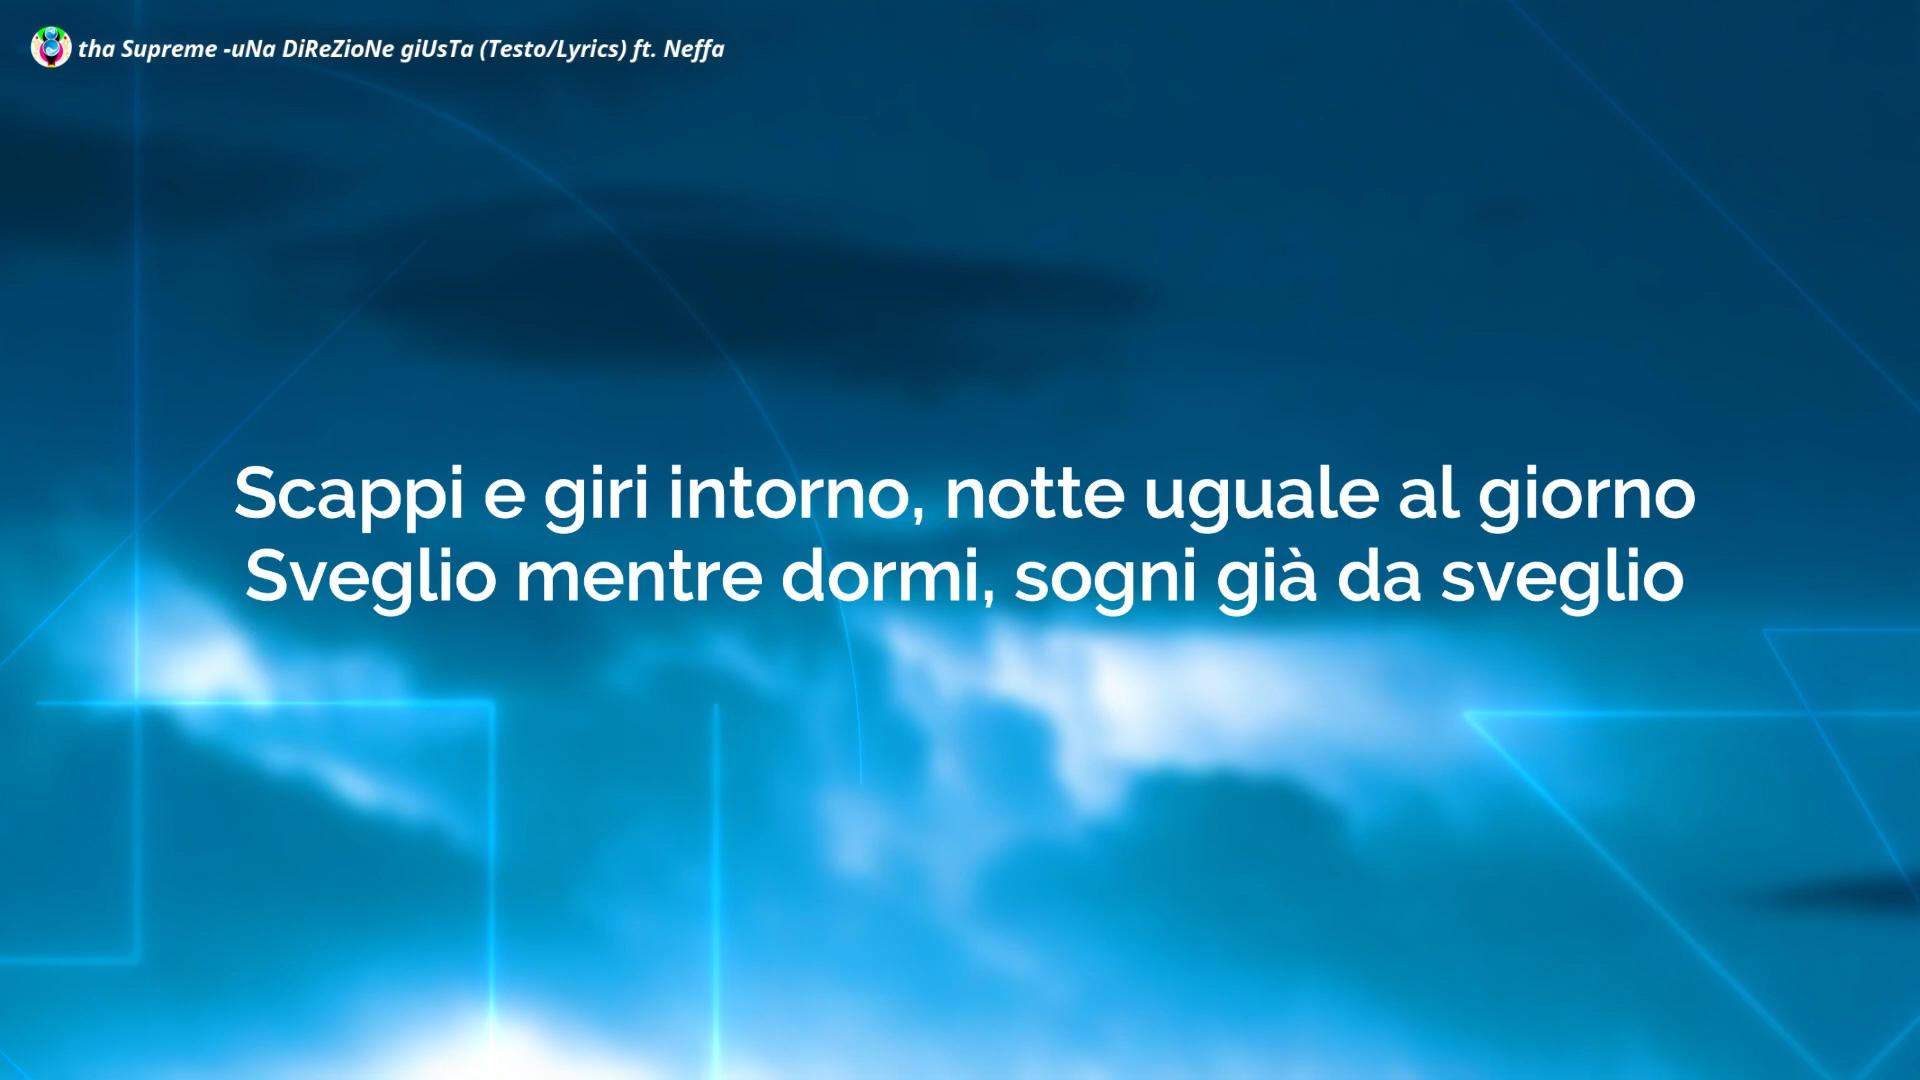 tha Supreme -uNa DiReZioNe giUsTa (Testo/Lyrics) ft. Neffa
Scappi e giri intorno, notte uguale al giorno
Sveglio mentre dormi, sogni già da sveglio